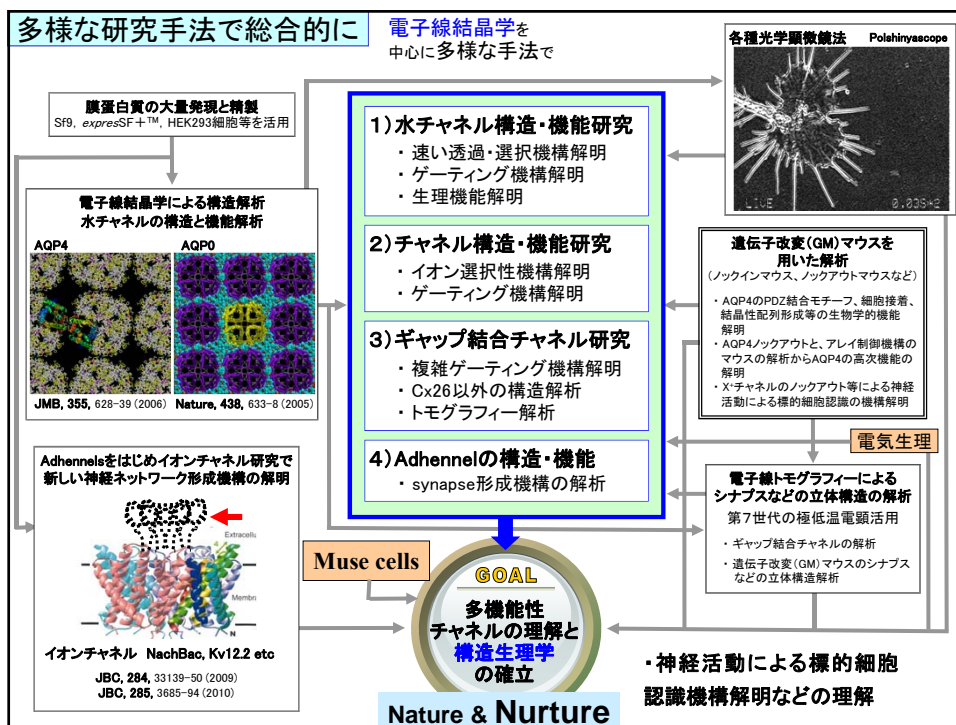 多様な研究手法で総合的に
電子線結晶学を
中心に多様な手法で
各種光学顕微鏡法 Polshinyascope
LIVE 0.03S*2
膜蛋白質の大量発現と精製
Sf9, expresSF+™, HEK293細胞等を活用
電子線結晶学による構造解析
水チャネルの構造と機能解析
AQP4 AQP0
JMB, 355, 628-39 (2006) Nature, 438, 633-8 (2005)
Adhennelsをはじめイオンチャネル研究で
新しい神経ネットワーク形成機構の解明
Extracellu
Membra
N
イオンチャネル NachBac, Kv12.2 etc
JBC, 284, 33139-50 (2009)
JBC, 285, 3685-94 (2010)
1)水チャネル構造・機能研究
・ 速い透過・選択機構解明
・ ゲーティング機構解明
・ 生理機能解明
2)チャネル構造・機能研究
・ イオン選択性機構解明
・ ゲーティング機構解明
3)ギャップ結合チャネル研究
・ 複雑ゲーティング機構解明
・ Cx26以外の構造解析
・ トモグラフィー解析
4)Adhennelの構造・機能
・ synapse形成機構の解析
Muse cells
GOAL
多機能性
チャネルの理解と
構造生理学
の確立
Nature & Nurture
遺伝子改変(GM)マウスを
用いた解析
(ノックインマウス、ノックアウトマウスなど)
・AQP4のPDZ結合モチーフ、細胞接着、
結晶性配列形成等の生物学的機能
解明
・AQP4ノックアウトと、アレイ制御機構の
マウスの解析からAQP4の高次機能の
解明
・X+チャネルのノックアウト等による神経
活動による標的細胞認識の機構解明
電気生理
電子線トモグラフィーによる
シナプスなどの立体構造の解析
第7世代の極低温電顕活用
・ギャップ結合チャネルの解析
・遺伝子改変(GM)マウスのシナプス
などの立体構造解析
・神経活動による標的細胞
認識機構解明などの理解